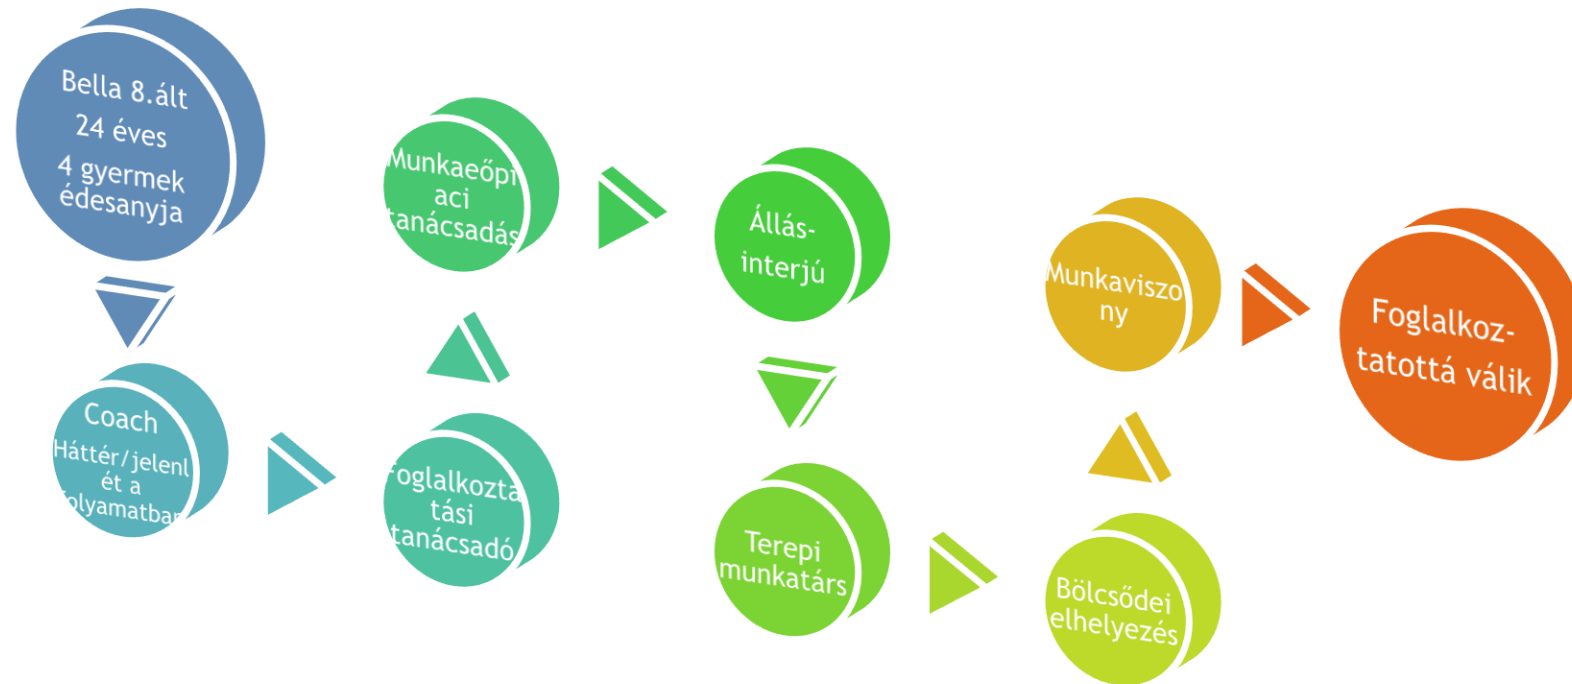 Bella 8.ált
24 éves
4 gyermek
édesanyja
Coach
Háttér/jelenl
ét a
folyamatban
Foglalkozta
tási
tanácsadó
Munkaeőpi
aci
tanácsadás
Állás-
interjú
Terepi
munkatárs
Bölcsődei
elhelyezés
Munkaviszo
ny
Foglalkoz-
tatottá válik